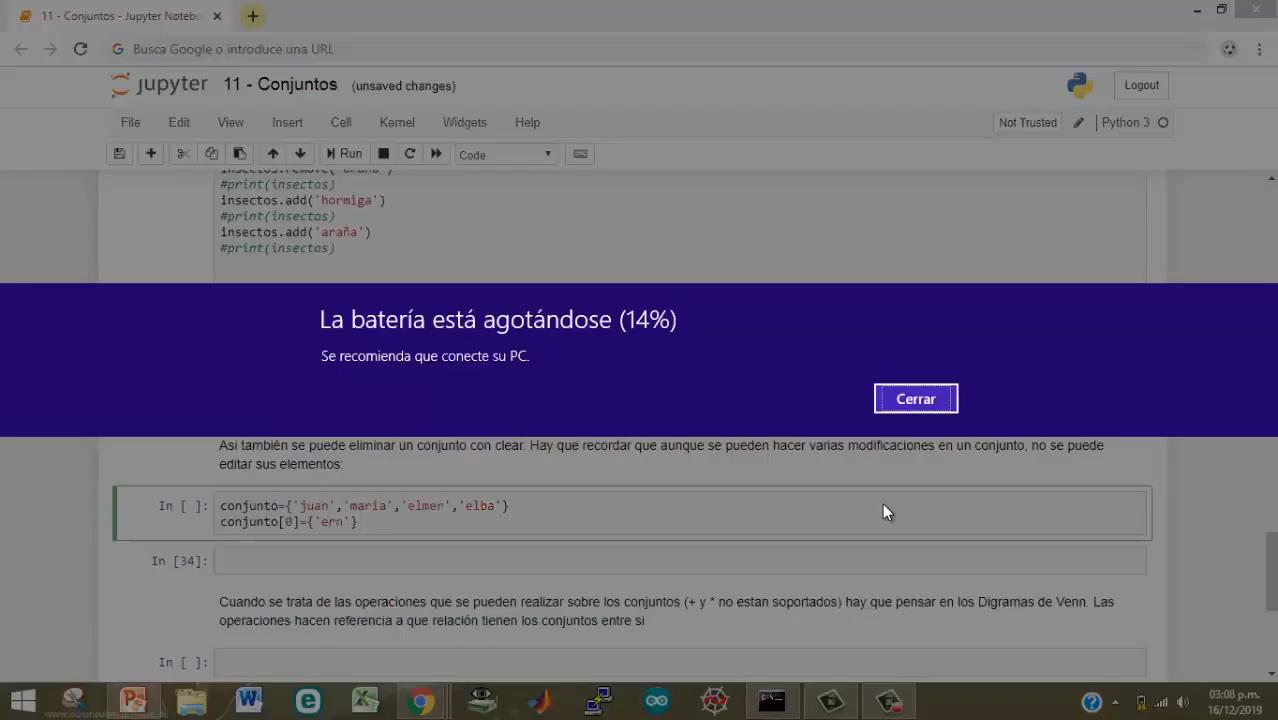 11 - Conjuntos - Jupyter Notebo
Busca Google o introduce una URL
jupyter 11 - Conjuntos (unsaved changes)
Logout
File Edit View Insert Cell Kernel Widgets Help
Not Trusted
Python 3
Run
Code
#print(insectos)
insectos.add('hormiga')
#print(insectos)
insectos.add('araña')
#print(insectos)
La batería está agotándose (14%)
Se recomienda que conecte su PC.
Cerrar
Asi también se puede eliminar un conjunto con clear. Hay que recordar que aunque se pueden hacer varias modificaciones en un conjunto, no se puede
editar sus elementos:
In [ ]:
conjunto={'juan','maria','elmer','elba'}
conjunto[0]={'ern'}
In [34]:
Cuando se trata de las operaciones que se pueden realizar sobre los conjuntos (+ y * no estan soportados) hay que pensar en los Digramas de Venn. Las
operaciones hacen referencia a que relación tienen los conjuntos entre si
In [ ]:
03:08 p.m.
16/12/2019